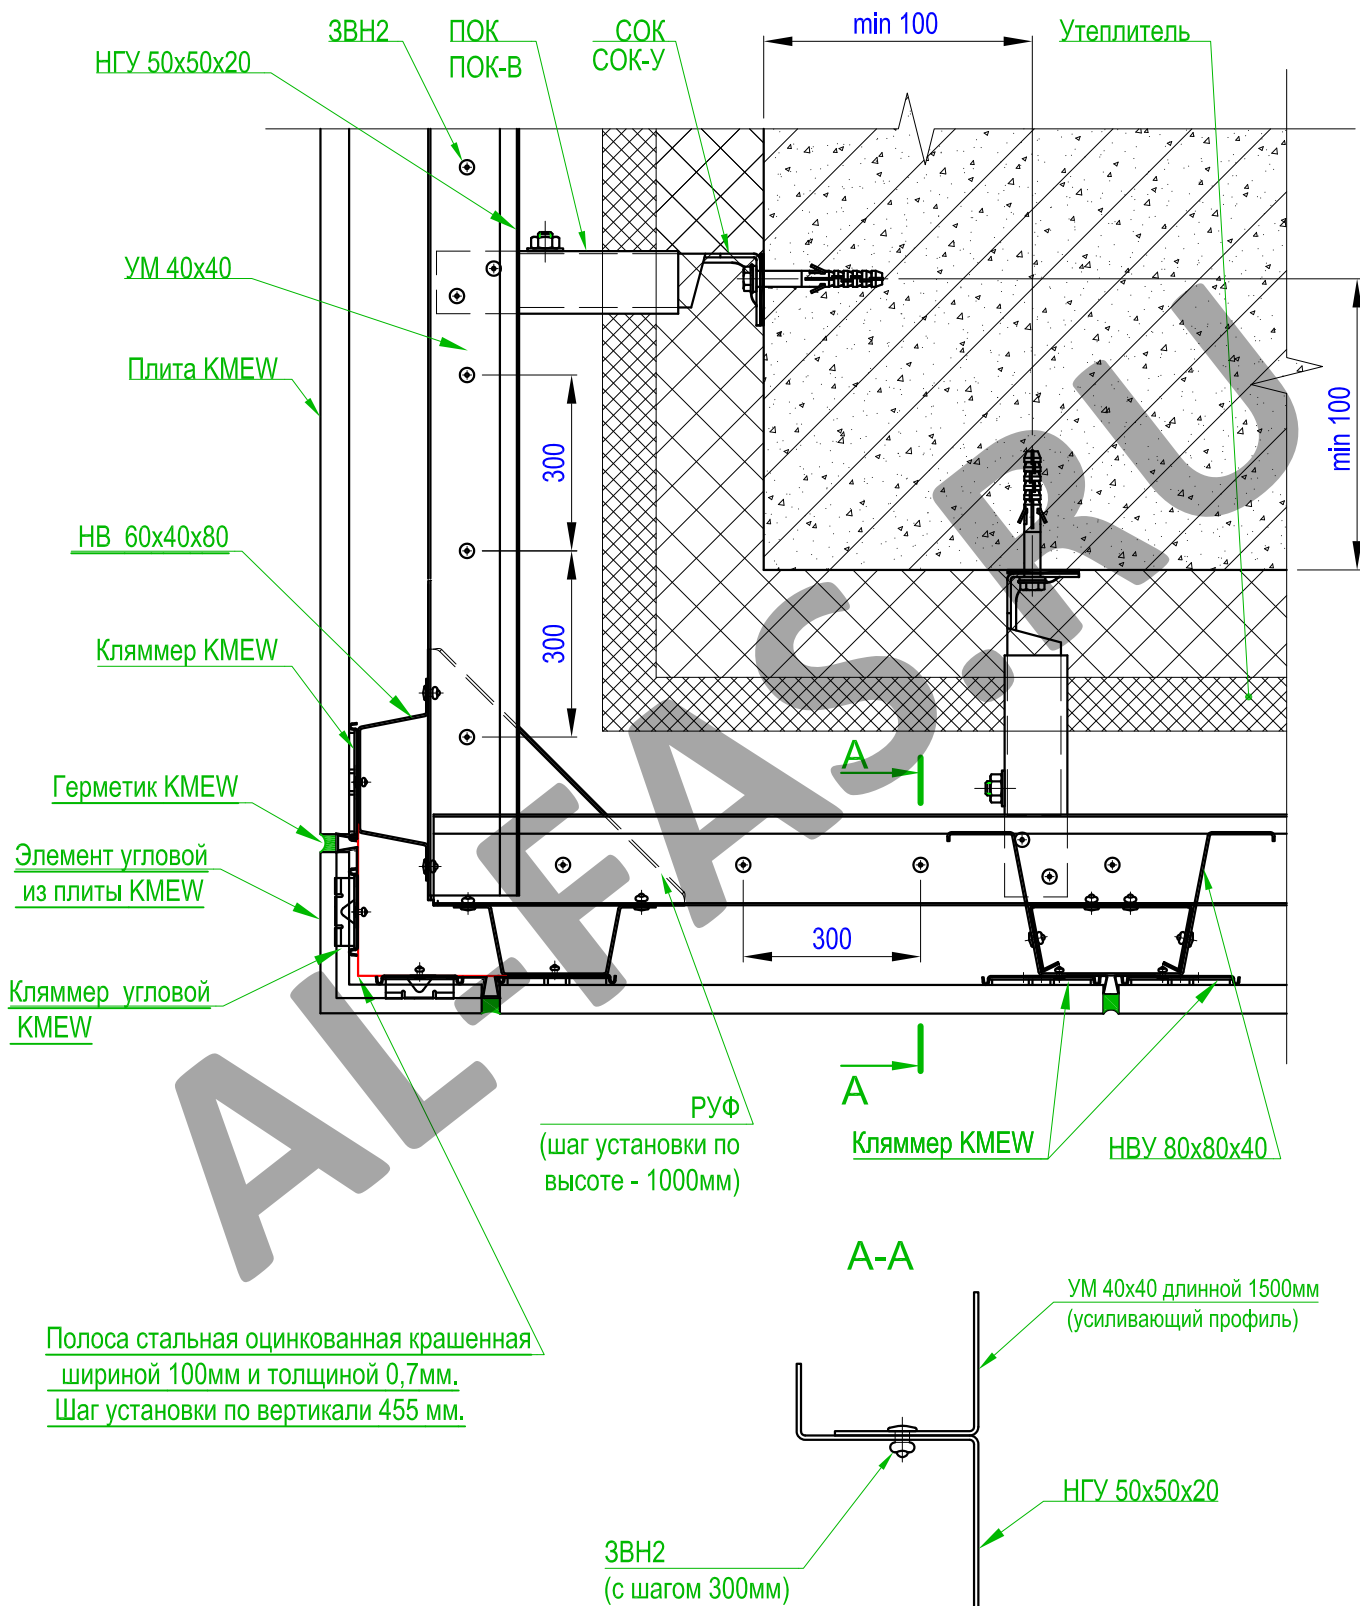 min 100
ЗВН2
ПОК
ПОК-В
СОК
СОК-У
Утеплитель
НГУ 50х50х20
УМ 40х40
Плита KMEW
300
min 100
НВ 60х40х80
Кляммер KMEW
300
Герметик KMEW
А
Элемент угловой
из плиты KMEW
300
Кляммер угловой
KMEW
А
РУФ
(шаг установки по
высоте - 1000мм)
Кляммер KMEW
НВУ 80х80х40
А-А
УМ 40х40 длинной 1500мм
(усиливающий профиль)
Полоса стальная оцинкованная крашенная
шириной 100мм и толщиной 0,7мм.
Шаг установки по вертикали 455 мм.
НГУ 50х50х20
ЗВН2
(с шагом 300мм)
AL-FAS.RU